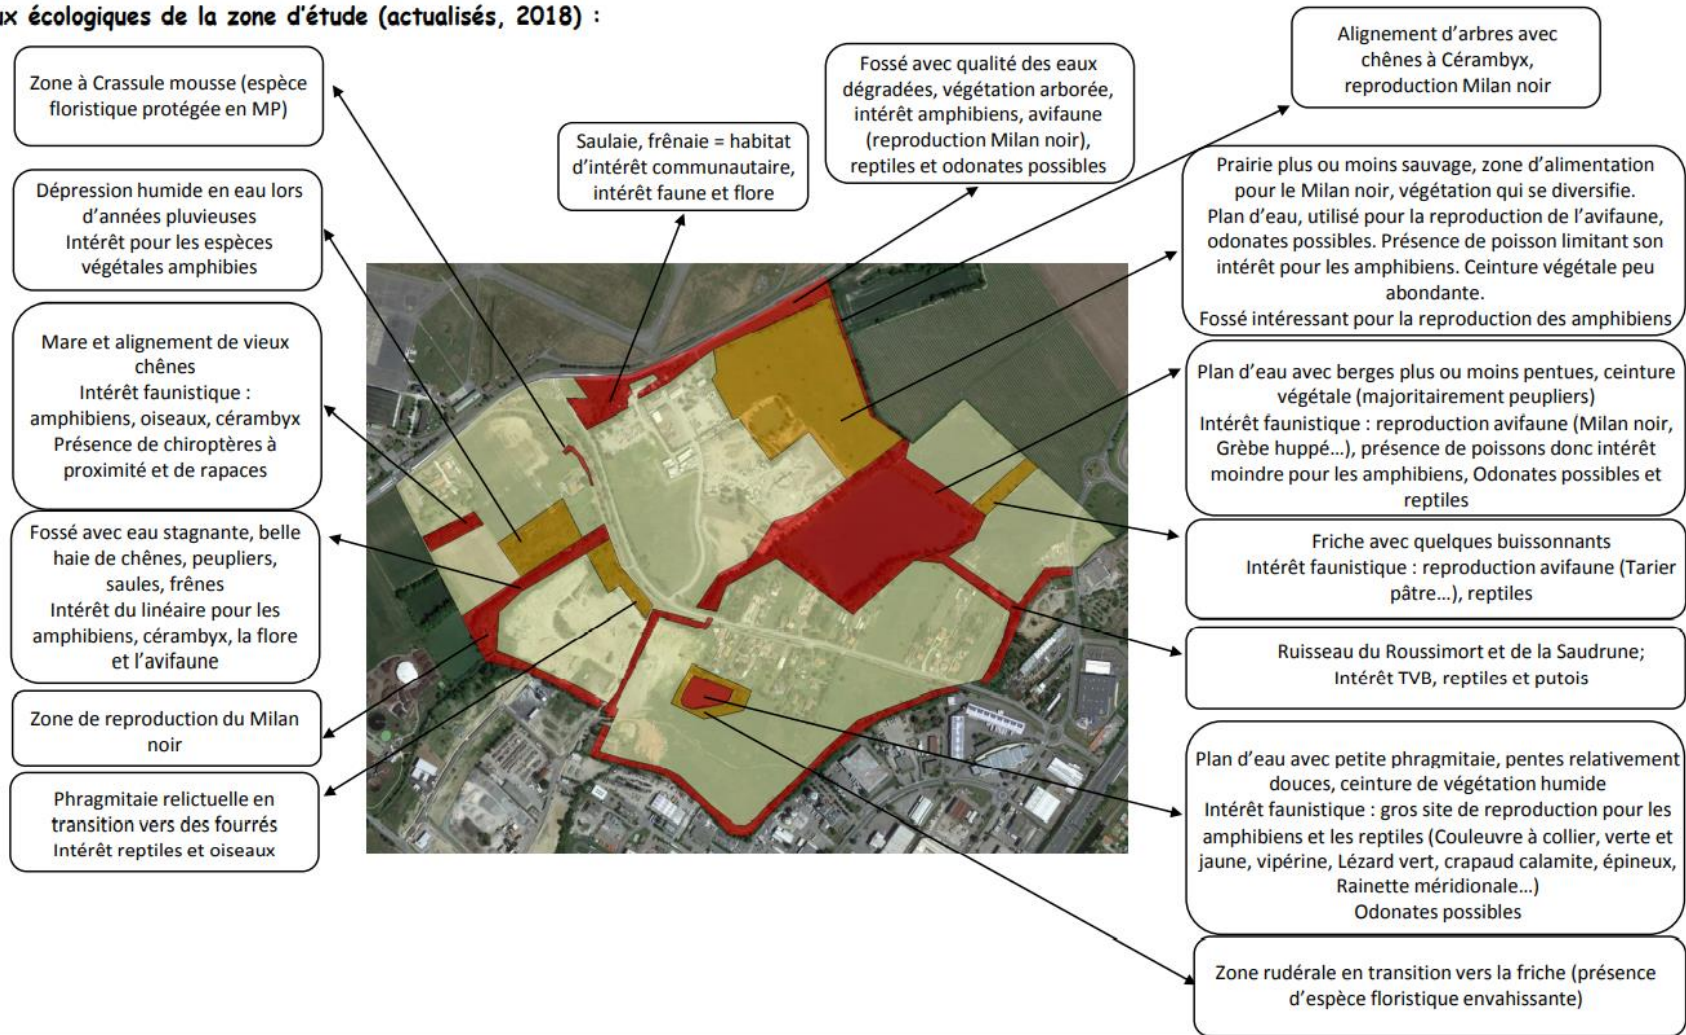 ux écologiques de la zone d'étude (actualisés, 2018) :
Zone à Crassule mousse (espèce
floristique protégée en MP)
Dépression humide en eau lors
d'années pluvieuses
Intérêt pour les espèces
végétales amphibies
Mare et alignement de vieux
chênes
Intérêt faunistique :
amphibiens, oiseaux, cérambyx
Présence de chiroptères à
proximité et de rapaces
Fossé avec eau stagnante, belle
haie de chênes, peupliers,
saules, frênes
Intérêt du linéaire pour les
amphibiens, cérambyx, la flore
et l'avifaune
Zone de reproduction du Milan
noir
Phragmitaie relictuelle en
transition vers des fourrés
Intérêt reptiles et oiseaux
Saulaie, frênaie = habitat
d'intérêt communautaire,
intérêt faune et flore
Fossé avec qualité des eaux
dégradées, végétation arborée,
intérêt amphibiens, avifaune
(reproduction Milan noir),
reptiles et odonates possibles
Alignement d'arbres avec
chênes à Cérambyx,
reproduction Milan noir
Prairie plus ou moins sauvage, zone d'alimentation
pour le Milan noir, végétation qui se diversifie.
Plan d'eau, utilisé pour la reproduction de l'avifaune,
odonates possibles. Présence de poisson limitant son
intérêt pour les amphibiens. Ceinture végétale peu
abondante.
Fossé intéressant pour la reproduction des amphibiens
Plan d'eau avec berges plus ou moins pentues, ceinture
végétale (majoritairement peupliers)
Intérêt faunistique : reproduction avifaune (Milan noir,
Grèbe huppé…), présence de poissons donc intérêt
moindre pour les amphibiens, Odonates possibles et
reptiles
Friche avec quelques buissonnants
Intérêt faunistique : reproduction avifaune (Tarier
pâtre…), reptiles
Ruisseau du Roussimort et de la Saudrune;
Intérêt TVB, reptiles et putois
Plan d'eau avec petite phragmitaie, pentes relativement
douces, ceinture de végétation humide
Intérêt faunistique : gros site de reproduction pour les
amphibiens et les reptiles (Couleuvre à collier, verte et
jaune, vipérine, Lézard vert, crapaud calamite, épineux,
Rainette méridionale…)
Odonates possibles
Zone rudérale en transition vers la friche (présence
d'espèce floristique envahissante)